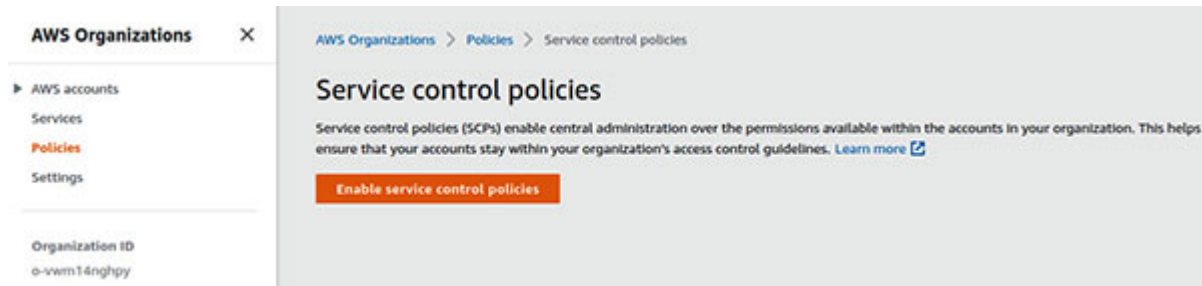 AWS Organizations
AWS accounts
Services
Policies
Settings
Organization ID
o-vwm14nghpy
AWS Organizations > Policies > Service control policies
Service control policies
Service control policies (SCPs) enable central administration over the permissions available within the accounts in your organization. This helps
ensure that your accounts stay within your organization's access control guidelines. Learn more
Enable service control policies